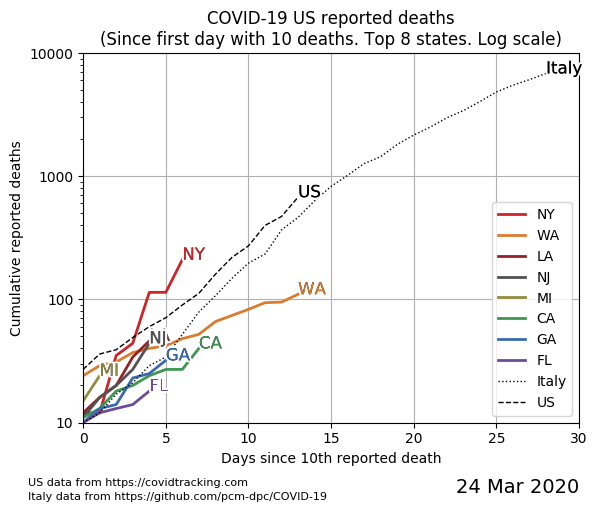 COVID-19 US reported deaths
(Since first day with 10 deaths. Top 8 states. Log scale)
Cumulative reported deaths
10000
1000
100
10
Italy
US
NY
WA
NJ
CA
GA
MI
FL
NY
WA
LA
NJ
MI
CA
GA
FL
Italy
US
0 5 10 15 20 25 30
Days since 10th reported death
US data from https://covidtracking.com
Italy data from https://github.com/pcm-dpc/COVID-19
24 Mar 2020